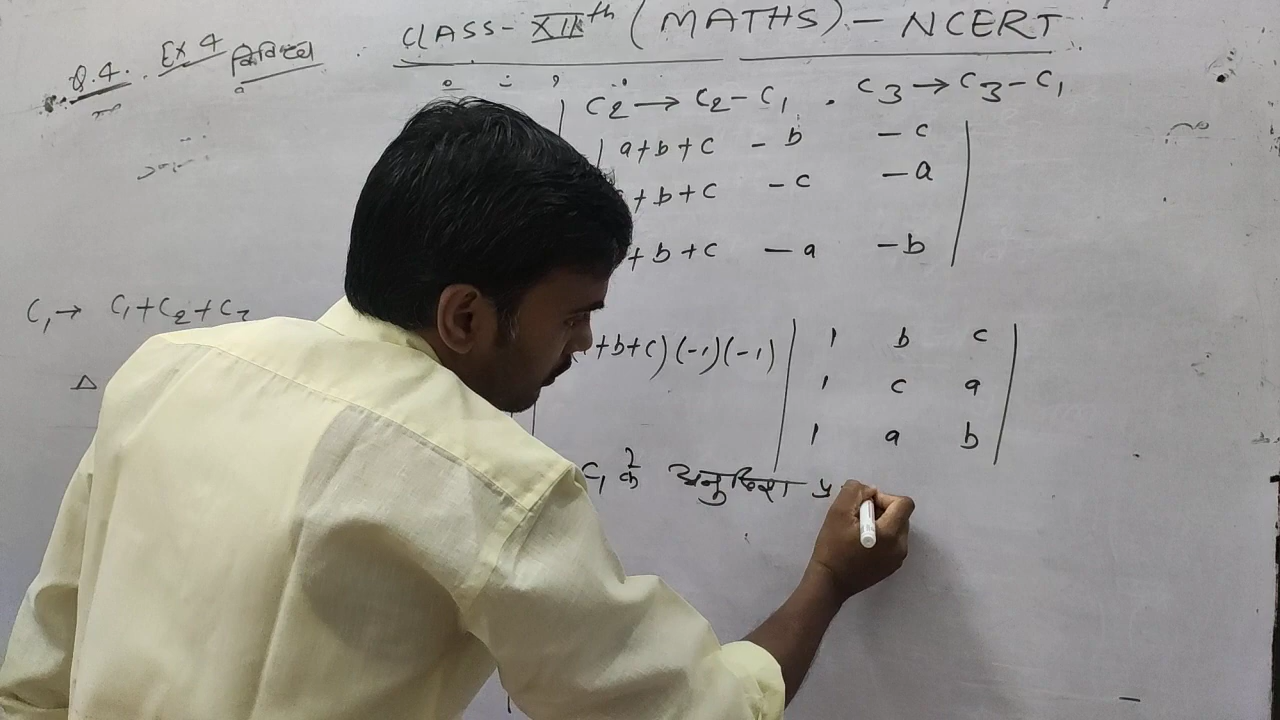 CLASS-XIIth (MATHS) - NCERT
Q.4. Ex 4 विविध
C2 → C2-C1 . C3 → C3-C1
a+b+c -b -c
+b+c -c -a
+b+c -a -b
C1 → C1+C2+C3
Δ
+b+c)(-1)(-1) | 1 b c |
1 c a
1 a b
C1 के अनुदिश प्र